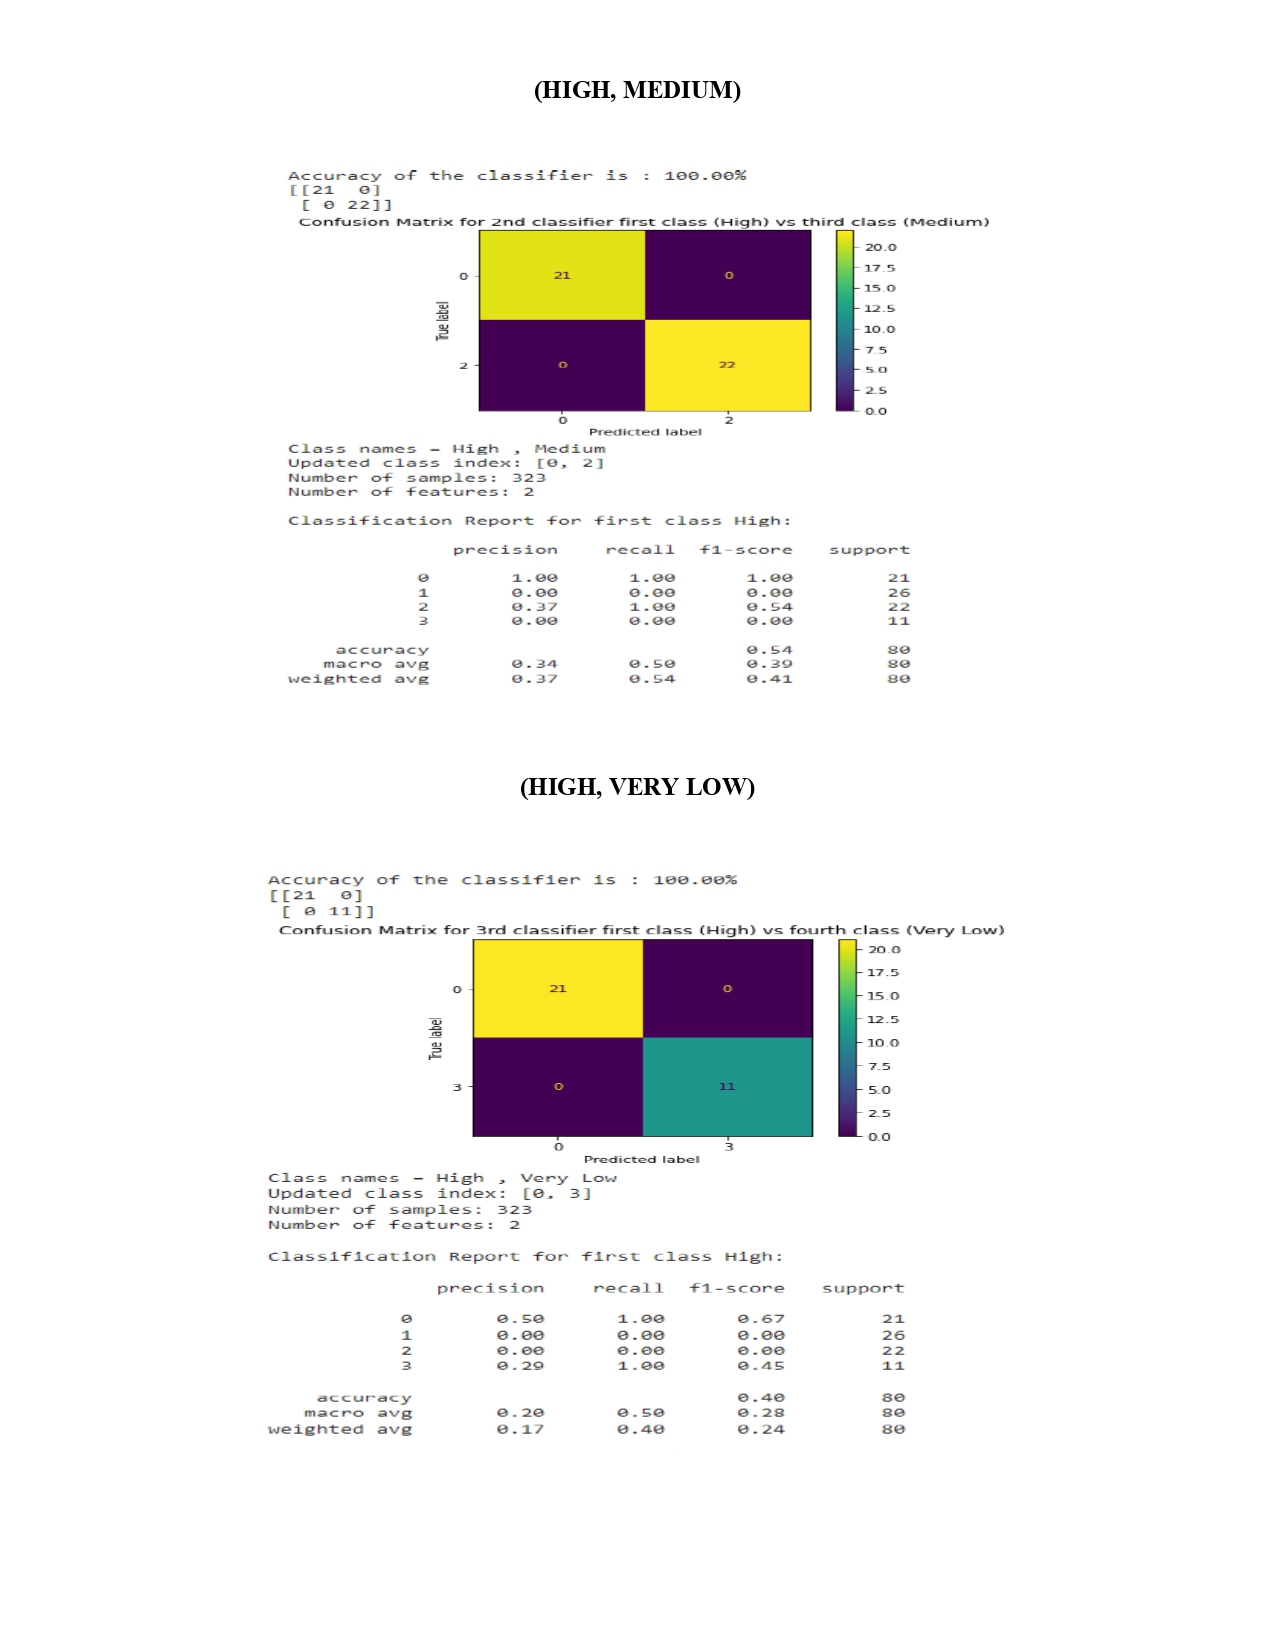 (HIGH, MEDIUM)
Accuracy of the classifier is : 100.00%
[[21  0]
 [ 0 22]]
Confusion Matrix for 2nd classifier first class (High) vs third class (Medium)
20.0
0 21 0
17.5
15.0
12.5
True label
10.0
7.5
2 0 22
5.0
2.5
0.0
0 2
Predicted label
Class names - High , Medium
Updated class index: [0, 2]
Number of samples: 323
Number of features: 2
Classification Report for first class High:
precision recall f1-score support
0 1.00 1.00 1.00 21
1 0.00 0.00 0.00 26
2 0.37 1.00 0.54 22
3 0.00 0.00 0.00 11
accuracy 0.54 80
macro avg 0.34 0.50 0.39 80
weighted avg 0.37 0.54 0.41 80
(HIGH, VERY LOW)
Accuracy of the classifier is : 100.00%
[[21  0]
 [ 0 11]]
Confusion Matrix for 3rd classifier first class (High) vs fourth class (Very Low)
20.0
17.5
0 21 0
15.0
12.5
True label
10.0
7.5
3 0 11
5.0
2.5
0.0
0 3
Predicted label
Class names - High , Very Low
Updated class index: [0, 3]
Number of samples: 323
Number of features: 2
Classification Report for first class High:
precision recall f1-score support
0 0.50 1.00 0.67 21
1 0.00 0.00 0.00 26
2 0.00 0.00 0.00 22
3 0.29 1.00 0.45 11
accuracy 0.40 80
macro avg 0.20 0.50 0.28 80
weighted avg 0.17 0.40 0.24 80